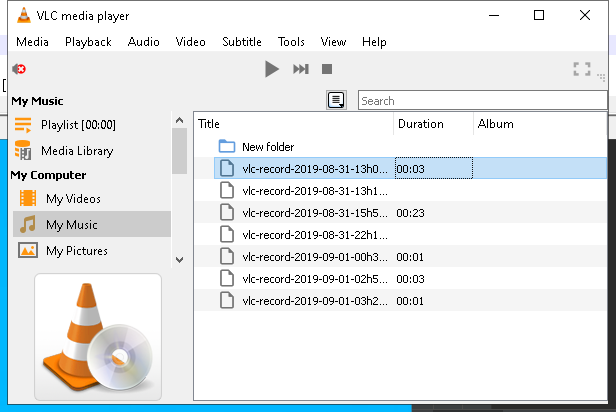 VLC media player
Media Playback Audio Video Subtitle Tools View Help
Search
My Music
Playlist [00:00]
Media Library
My Computer
My Videos
My Music
My Pictures
Title Duration Album
New folder
vlc-record-2019-08-31-13h0... 00:03
vlc-record-2019-08-31-13h1...
vlc-record-2019-08-31-15h5... 00:23
vlc-record-2019-08-31-22h1...
vlc-record-2019-09-01-00h3... 00:01
vlc-record-2019-09-01-02h5... 00:03
vlc-record-2019-09-01-03h2... 00:01